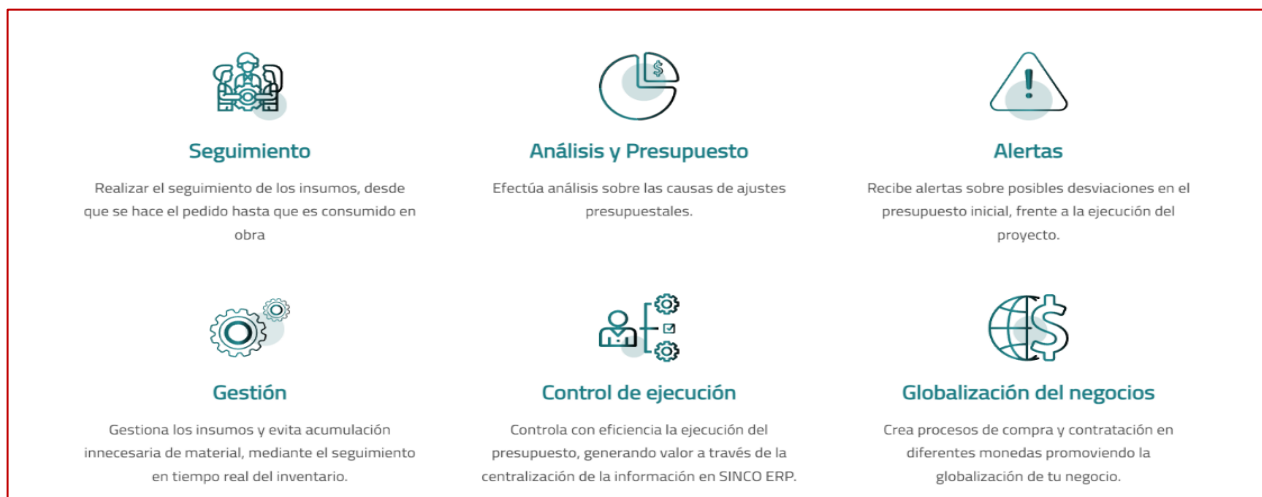 $
!
Seguimiento
Realizar el seguimiento de los insumos, desde
que se hace el pedido hasta que es consumido en
obra
Análisis y Presupuesto
Efectúa análisis sobre las causas de ajustes
presupuestales.
Alertas
Recibe alertas sobre posibles desviaciones en el
presupuesto inicial, frente a la ejecución del
proyecto.
$
Gestión
Gestiona los insumos y evita acumulación
innecesaria de material, mediante el seguimiento
en tiempo real del inventario.
Control de ejecución
Controla con eficiencia la ejecución del
presupuesto, generando valor a través de la
centralización de la información en SINCO ERP.
Globalización del negocios
Crea procesos de compra y contratación en
diferentes monedas promoviendo la
globalización de tu negocio.